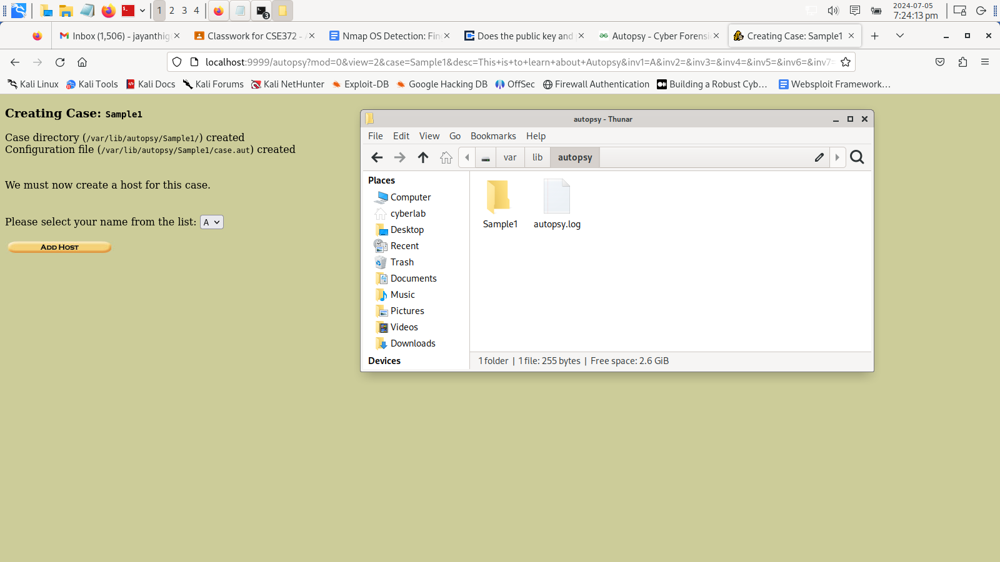 1 2 3 4
3
2024-07-05
7:24:13 pm
Inbox (1,506) - jayanthig
Classwork for CSE372 - A
Nmap OS Detection: Fin
Does the public key and
Autopsy - Cyber Forensi
Creating Case: Sample1
localhost:9999/autopsy?mod=0&view=2&case=Sample1&desc=This+is+to+learn+about+Autopsy&inv1=A&inv2=&inv3=&inv4=&inv5=&inv6=&inv7=
Kali Linux Kali Tools Kali Docs Kali Forums Kali NetHunter Exploit-DB Google Hacking DB OffSec Firewall Authentication Building a Robust Cyb… Websploit Framework…
Creating Case: Sample1
Case directory (/var/lib/autopsy/Sample1/) created
Configuration file (/var/lib/autopsy/Sample1/case.aut) created
We must now create a host for this case.
Please select your name from the list: A
ADD HOST
autopsy - Thunar
File Edit View Go Bookmarks Help
var lib autopsy
Places
Computer
cyberlab
Desktop
Recent
Trash
Documents
Music
Pictures
Videos
Downloads
Devices
Sample1
autopsy.log
1 folder | 1 file: 255 bytes | Free space: 2.6 GiB